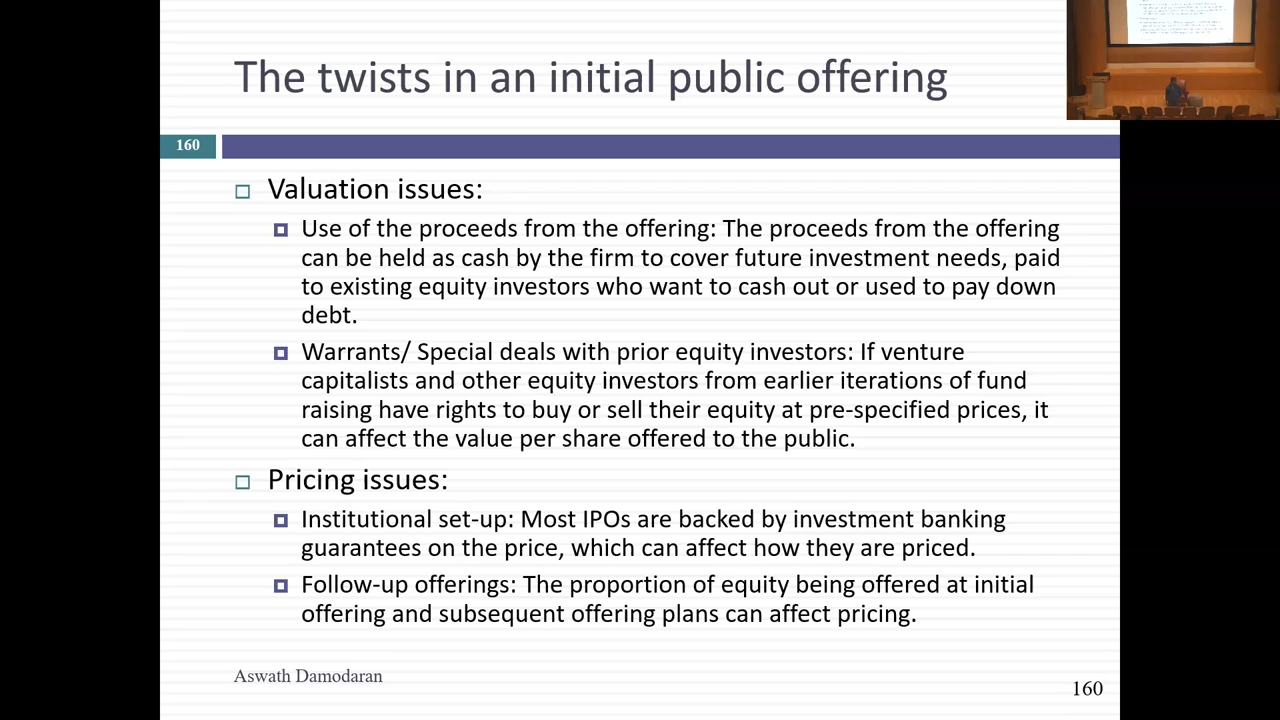 The twists in an initial public offering
160
Valuation issues:
Use of the proceeds from the offering: The proceeds from the offering
can be held as cash by the firm to cover future investment needs, paid
to existing equity investors who want to cash out or used to pay down
debt.
Warrants/ Special deals with prior equity investors: If venture
capitalists and other equity investors from earlier iterations of fund
raising have rights to buy or sell their equity at pre-specified prices, it
can affect the value per share offered to the public.
Pricing issues:
Institutional set-up: Most IPOs are backed by investment banking
guarantees on the price, which can affect how they are priced.
Follow-up offerings: The proportion of equity being offered at initial
offering and subsequent offering plans can affect pricing.
Aswath Damodaran
160